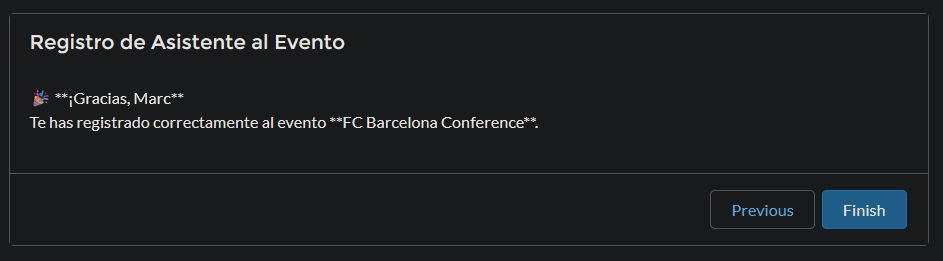 Registro de Asistente al Evento
🎉 **¡Gracias, Marc**
Te has registrado correctamente al evento **FC Barcelona Conference**.
Previous
Finish